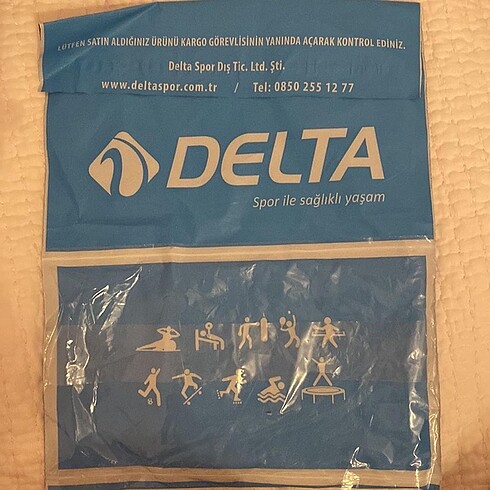 LÜTFEN SATIN ALDIĞINIZ ÜRÜNÜ KARGO GÖREVLİSİNİN YANINDA AÇARAK KONTROL EDİNİZ.
Delta Spor Dış Tic. Ltd. Şti.
www.deltaspor.com.tr / Tel: 0850 255 12 77
DELTA
Spor ile sağlıklı yaşam